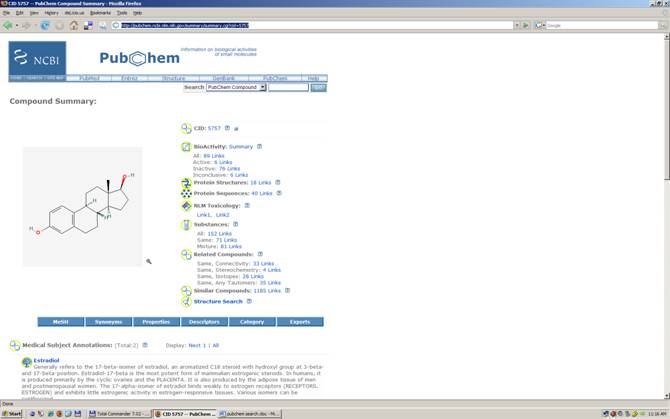 CID 5757 -- PubChem Compound Summary - Mozilla Firefox
File Edit View History del.icio.us Bookmarks Tools Help
http://pubchem.ncbi.nlm.nih.gov/summary/summary.cgi?cid=5757
Google
NCBI
PubChem
information on biological activities
of small molecules
HOME SEARCH SITE MAP
PubMed Entrez Structure GenBank PubChem Help
Search PubChem Compound GO
Compound Summary:
CID: 5757
BioActivity: Summary
All: 89 Links
Active: 6 Links
Inactive: 76 Links
Inconclusive: 6 Links
Protein Structures: 18 Links
Protein Sequences: 40 Links
NLM Toxicology:
Link1, Link2
Substances:
All: 152 Links
Same: 71 Links
Mixture: 81 Links
Related Compounds:
Same, Connectivity: 33 Links
Same, Stereochemistry: 4 Links
Same, Isotopes: 26 Links
Same, Any Tautomers: 35 Links
Similar Compounds: 1185 Links
Structure Search
O H
H
H
H
H
O
MeSH Synonyms Properties Descriptors Category Exports
Medical Subject Annotations: (Total:2) Display: Next 1 | All
Estradiol
Generally refers to the 17-beta-isomer of estradiol, an aromatized C18 steroid with hydroxyl group at 3-beta-
and 17-beta-position. Estradiol-17-beta is the most potent form of mammalian estrogenic steroids. In humans, it
is produced primarily by the cyclic ovaries and the PLACENTA. It is also produced by the adipose tissue of men
and postmenopausal women. The 17-alpha-isomer of estradiol binds weakly to estrogen receptors (RECEPTORS,
ESTROGEN) and exhibits little estrogenic activity in estrogen-responsive tissues. Various isomers can be
Done
Start Total Commander 7.02 - ... CID 5757 -- PubChem ... pubchem search.doc - Mi... 11:16 AM